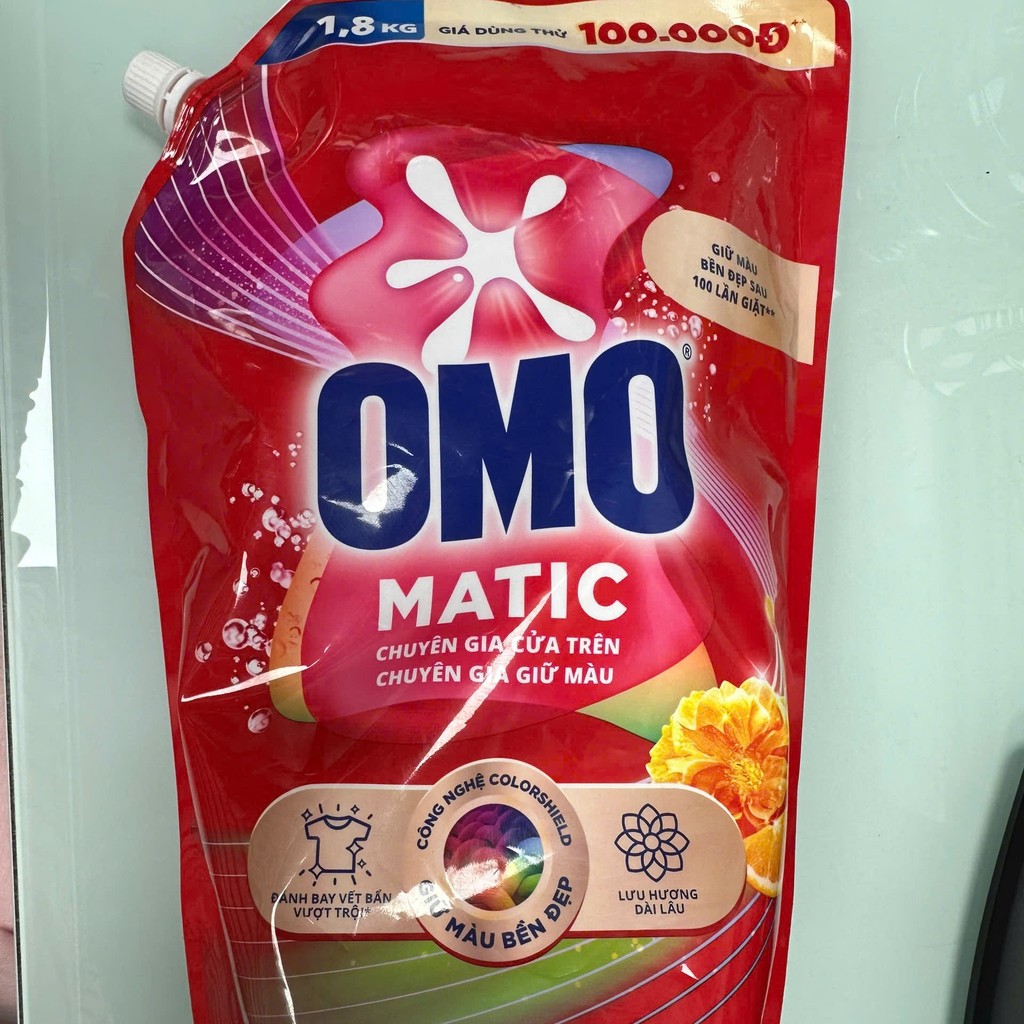 1,8 KG
GIÁ DÙNG THỬ 100.000Đ
GIỮ MÀU
BỀN ĐẸP SAU
100 LẦN GIẶT**
OMO®
MATIC
CHUYÊN GIA CỬA TRÊN
CHUYÊN GIA GIỮ MÀU
CÔNG NGHỆ COLORSHIELD
GIỮ MÀU BỀN ĐẸP
ĐÁNH BAY VẾT BẨN
VƯỢT TRỘI*
LƯU HƯƠNG
DÀI LÂU